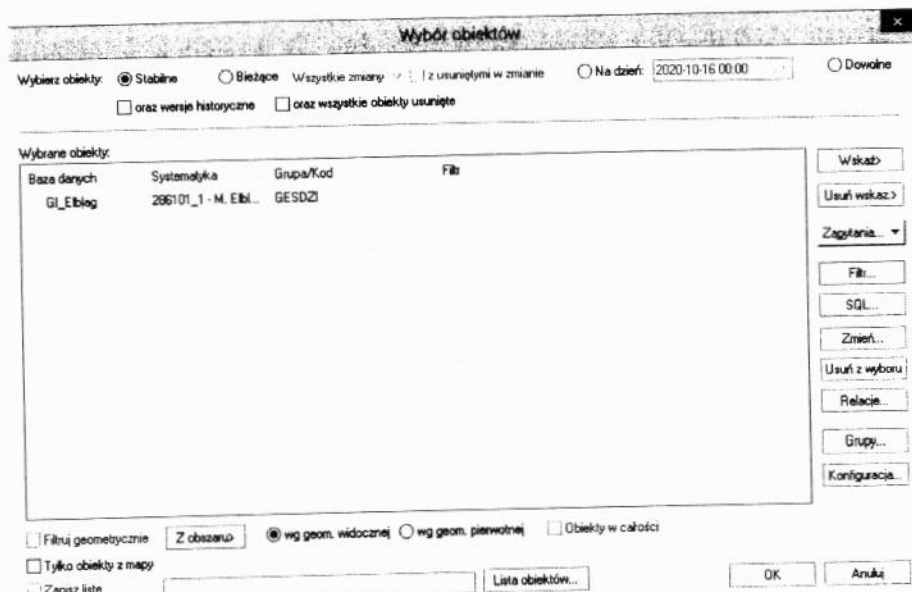 Wybór obiektów
Wybierz obiekty: Stabilne Bieżące Wszystkie zmiany z usuniętymi w zmianie Na dzień: 2020-10-16 00:00 Dowolne
oraz wersje historyczne oraz wszystkie obiekty usunięte
Wybrane obiekty:
Baza danych Systematyka Grupa/Kod Filtr
GI_Elblag 286101_1 - M. Elbl... GESDZI
Wskaż>
Usuń wskaz.>
Zapytania...
Filtr...
SQL...
Zmień...
Usuń z wyboru
Relacje...
Grupy...
Konfiguracja...
Filtruj geometrycznie Z obszaru> wg geom. widocznej wg geom. pierwotnej Obiekty w całości
Tylko obiekty z mapy
Zapisz listę Lista obiektów... OK Anuluj